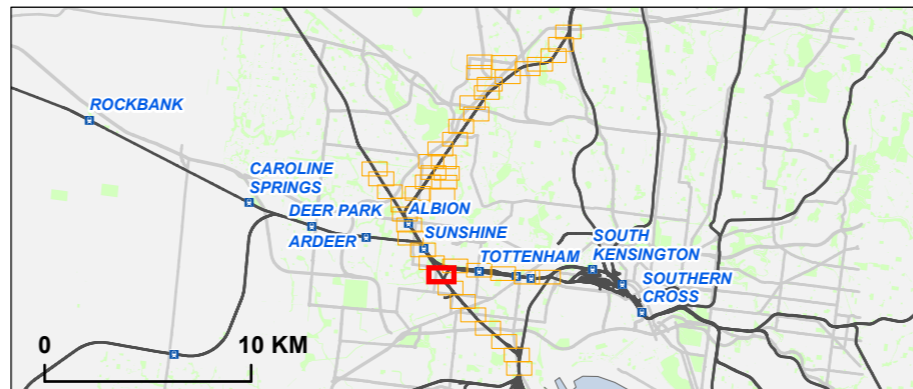 ROCKBANK
CAROLINE
SPRINGS
DEER PARK
ALBION
ARDEER
SUNSHINE
TOTTENHAM
SOUTH
KENSINGTON
SOUTHERN
CROSS
0
10 KM